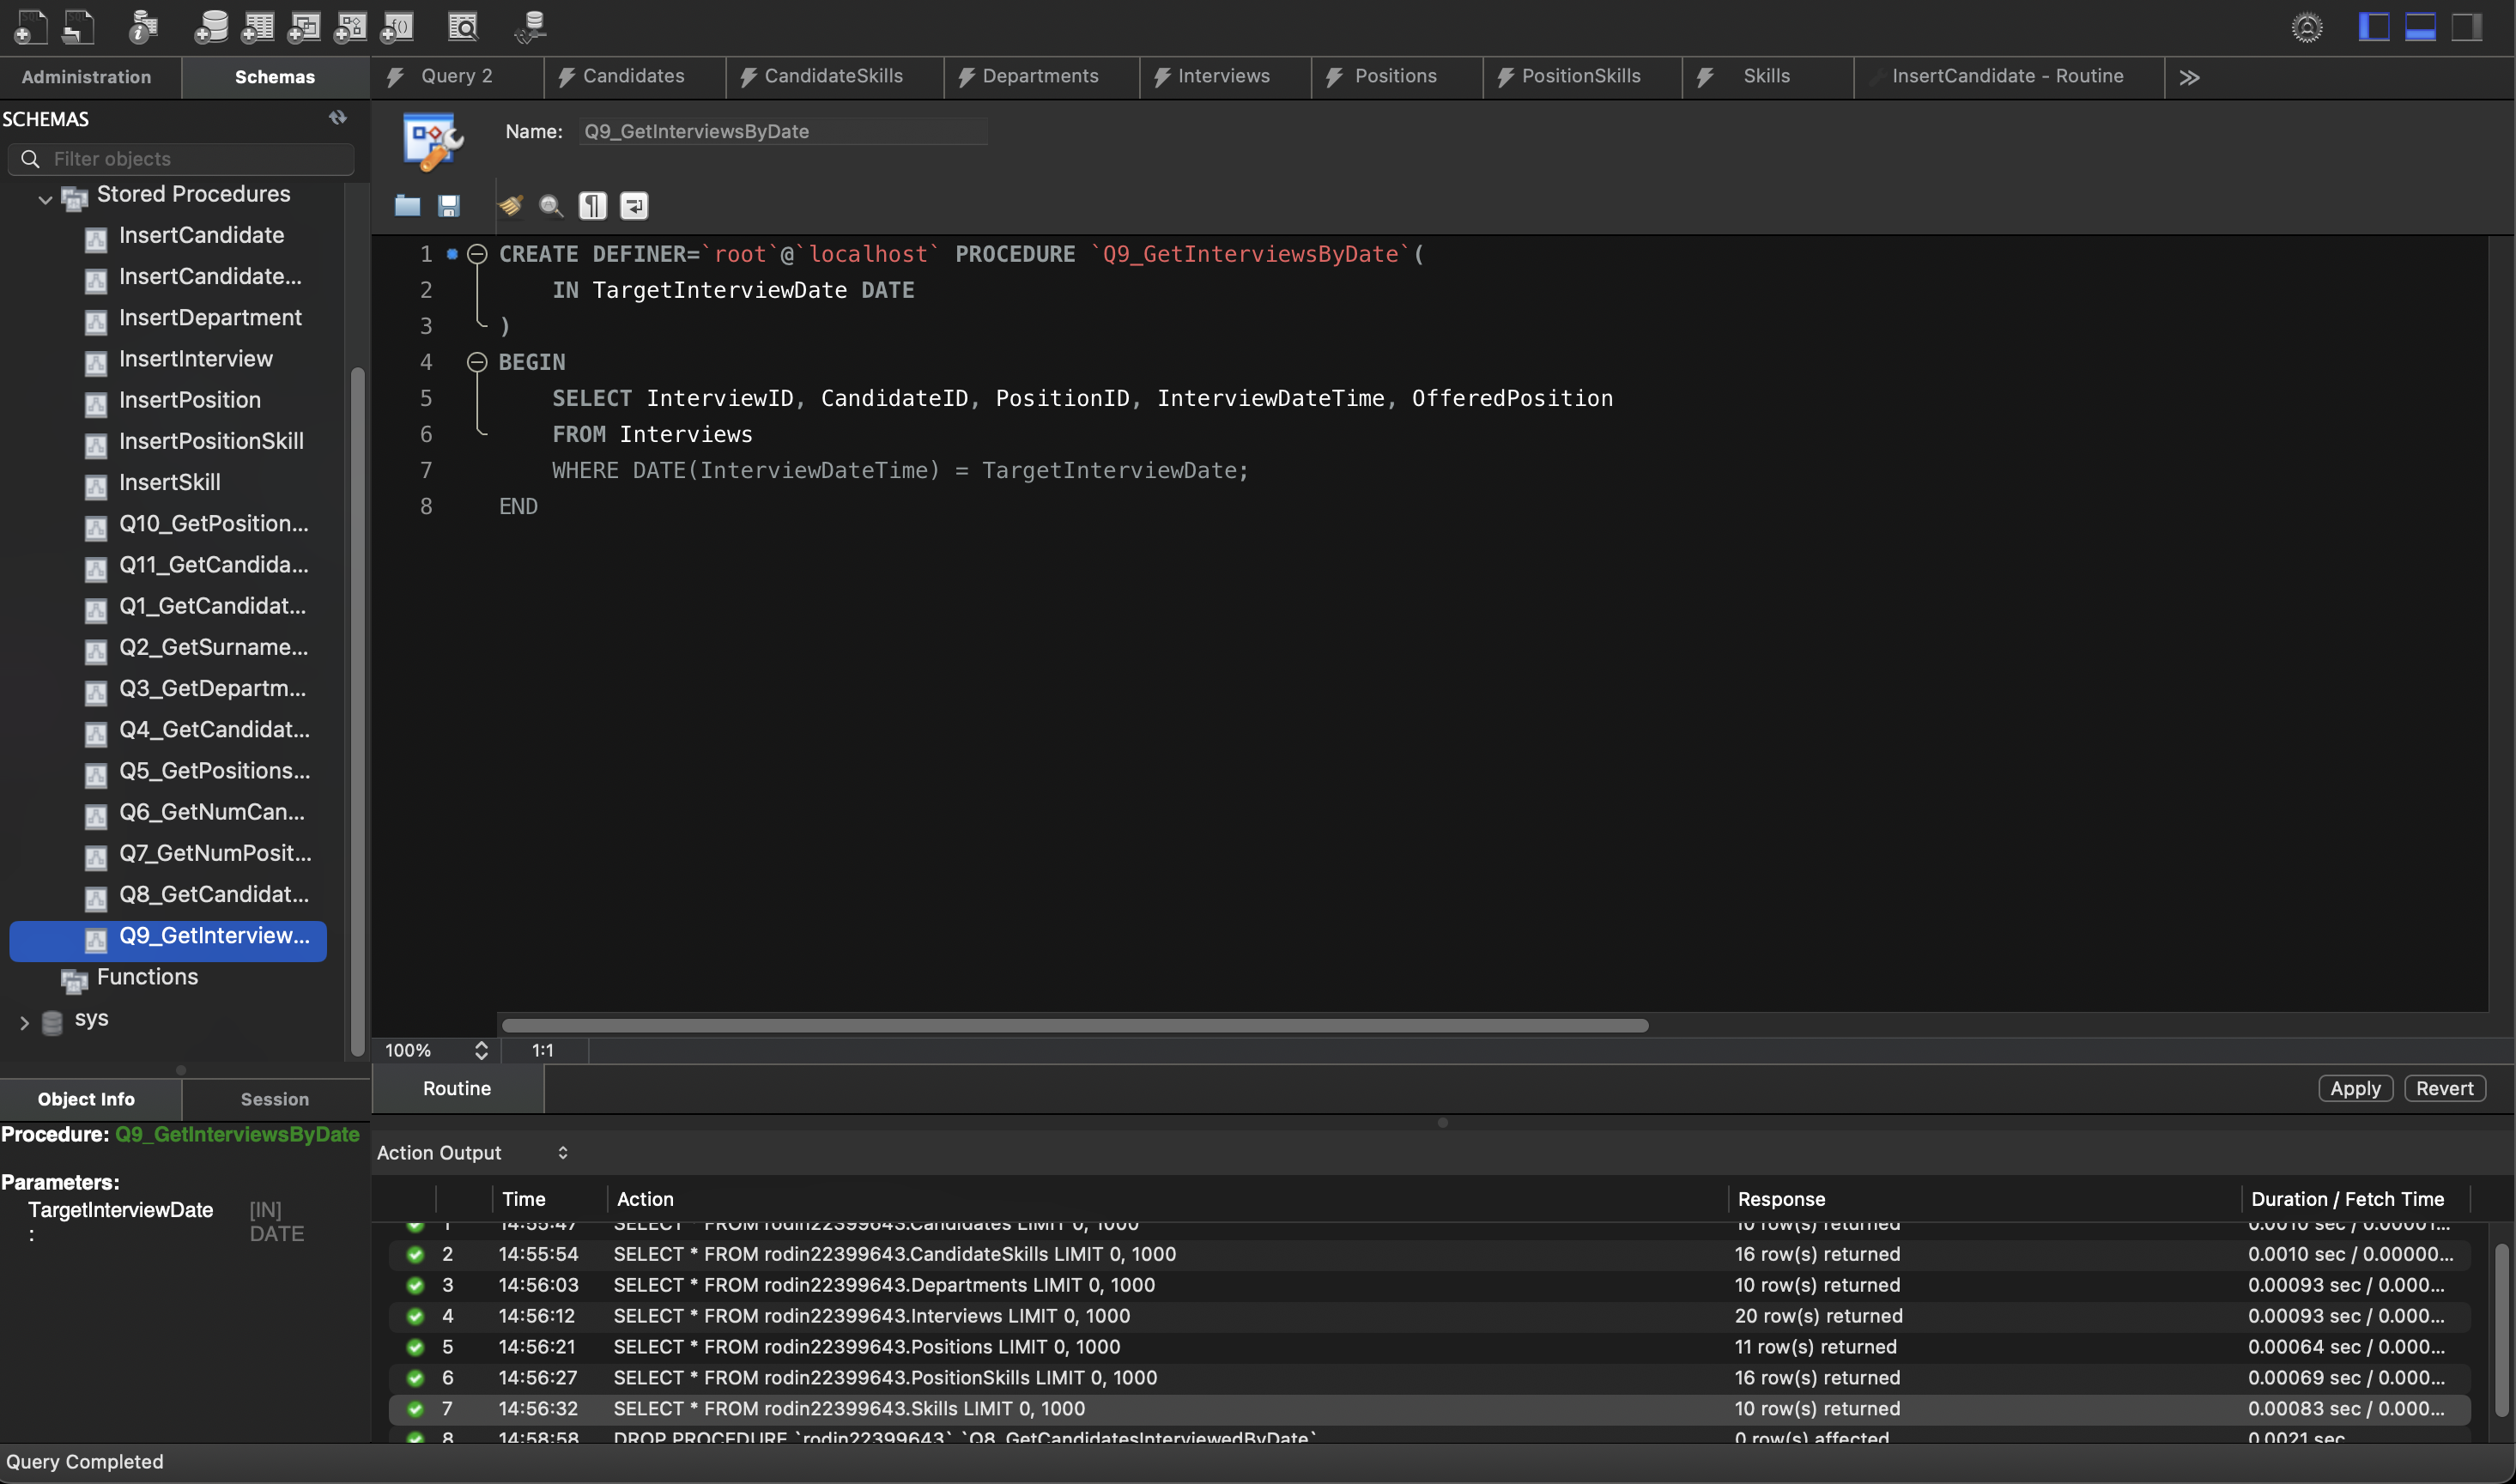 Administration
Schemas
Query 2
Candidates
CandidateSkills
Departments
Interviews
Positions
PositionSkills
Skills
InsertCandidate - Routine
SCHEMAS
Filter objects
Stored Procedures
InsertCandidate
InsertCandidate...
InsertDepartment
InsertInterview
InsertPosition
InsertPositionSkill
InsertSkill
Q10_GetPosition...
Q11_GetCandida...
Q1_GetCandidat...
Q2_GetSurname...
Q3_GetDepartm...
Q4_GetCandidat...
Q5_GetPositions...
Q6_GetNumCan...
Q7_GetNumPosit...
Q8_GetCandidat...
Q9_GetInterview...
Functions
sys
Object Info
Session
Procedure: Q9_GetInterviewsByDate
Parameters:
TargetInterviewDate [IN]
: DATE
Name: Q9_GetInterviewsByDate
1 CREATE DEFINER=`root`@`localhost` PROCEDURE `Q9_GetInterviewsByDate`(
2 IN TargetInterviewDate DATE
3 )
4 BEGIN
5 SELECT InterviewID, CandidateID, PositionID, InterviewDateTime, OfferedPosition
6 FROM Interviews
7 WHERE DATE(InterviewDateTime) = TargetInterviewDate;
8 END
100% 1:1
Routine
Apply
Revert
Action Output
Time Action Response Duration / Fetch Time
1 14:55:47 SELECT * FROM rodin22399643.Candidates LIMIT 0, 1000 10 row(s) returned 0.0010 sec / 0.00001...
2 14:55:54 SELECT * FROM rodin22399643.CandidateSkills LIMIT 0, 1000 16 row(s) returned 0.0010 sec / 0.00000...
3 14:56:03 SELECT * FROM rodin22399643.Departments LIMIT 0, 1000 10 row(s) returned 0.00093 sec / 0.000...
4 14:56:12 SELECT * FROM rodin22399643.Interviews LIMIT 0, 1000 20 row(s) returned 0.00093 sec / 0.000...
5 14:56:21 SELECT * FROM rodin22399643.Positions LIMIT 0, 1000 11 row(s) returned 0.00064 sec / 0.000...
6 14:56:27 SELECT * FROM rodin22399643.PositionSkills LIMIT 0, 1000 16 row(s) returned 0.00069 sec / 0.000...
7 14:56:32 SELECT * FROM rodin22399643.Skills LIMIT 0, 1000 10 row(s) returned 0.00083 sec / 0.000...
8 14:58:58 DROP PROCEDURE `rodin22399643`.`Q8_GetCandidatesInterviewedByDate` 0 row(s) affected 0.0021 sec
Query Completed